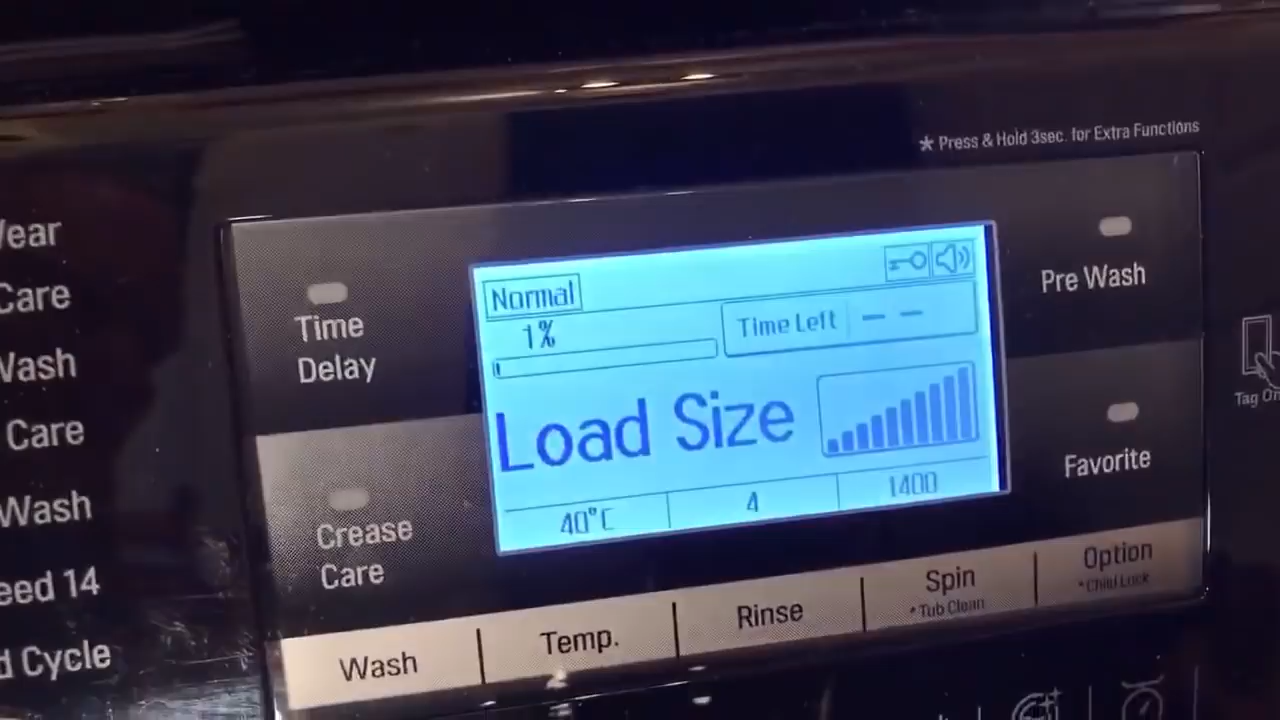 * Press & Hold 3sec. for Extra Functions
Wear
Care
Wash
Care
Wash
eed 14
d Cycle
Time
Delay
Crease
Care
Normal
1%
Time Left -- --
Load Size
40°C 4 1400
Pre Wash
Favorite
Tag On
Wash
Temp.
Rinse
Spin
*Tub Clean
Option
*Child Lock